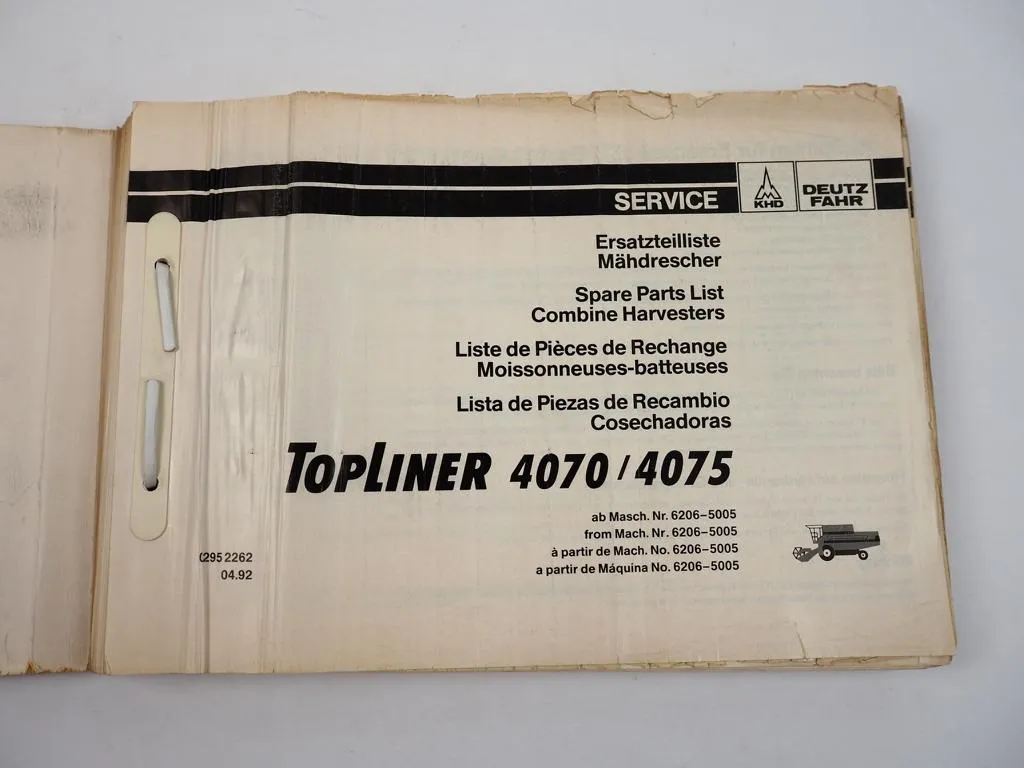 SERVICE
KHD
DEUTZ
FAHR
Ersatzteilliste
Mähdrescher
Spare Parts List
Combine Harvesters
Liste de Pièces de Rechange
Moissonneuses-batteuses
Lista de Piezas de Recambio
Cosechadoras
TOPLINER 4070 / 4075
ab Masch. Nr. 6206–5005
from Mach. Nr. 6206–5005
à partir de Mach. No. 6206–5005
a partir de Máquina No. 6206–5005
295 2262
04.92